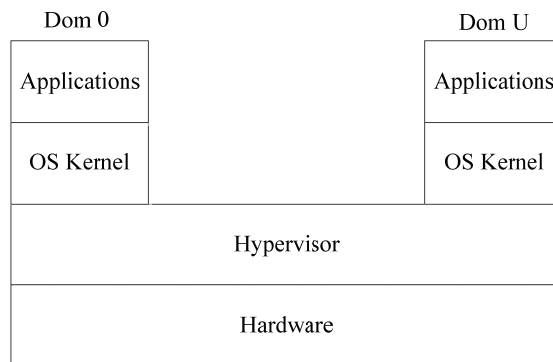 Dom 0
Dom U
Applications
Applications
OS Kernel
OS Kernel
Hypervisor
Hardware